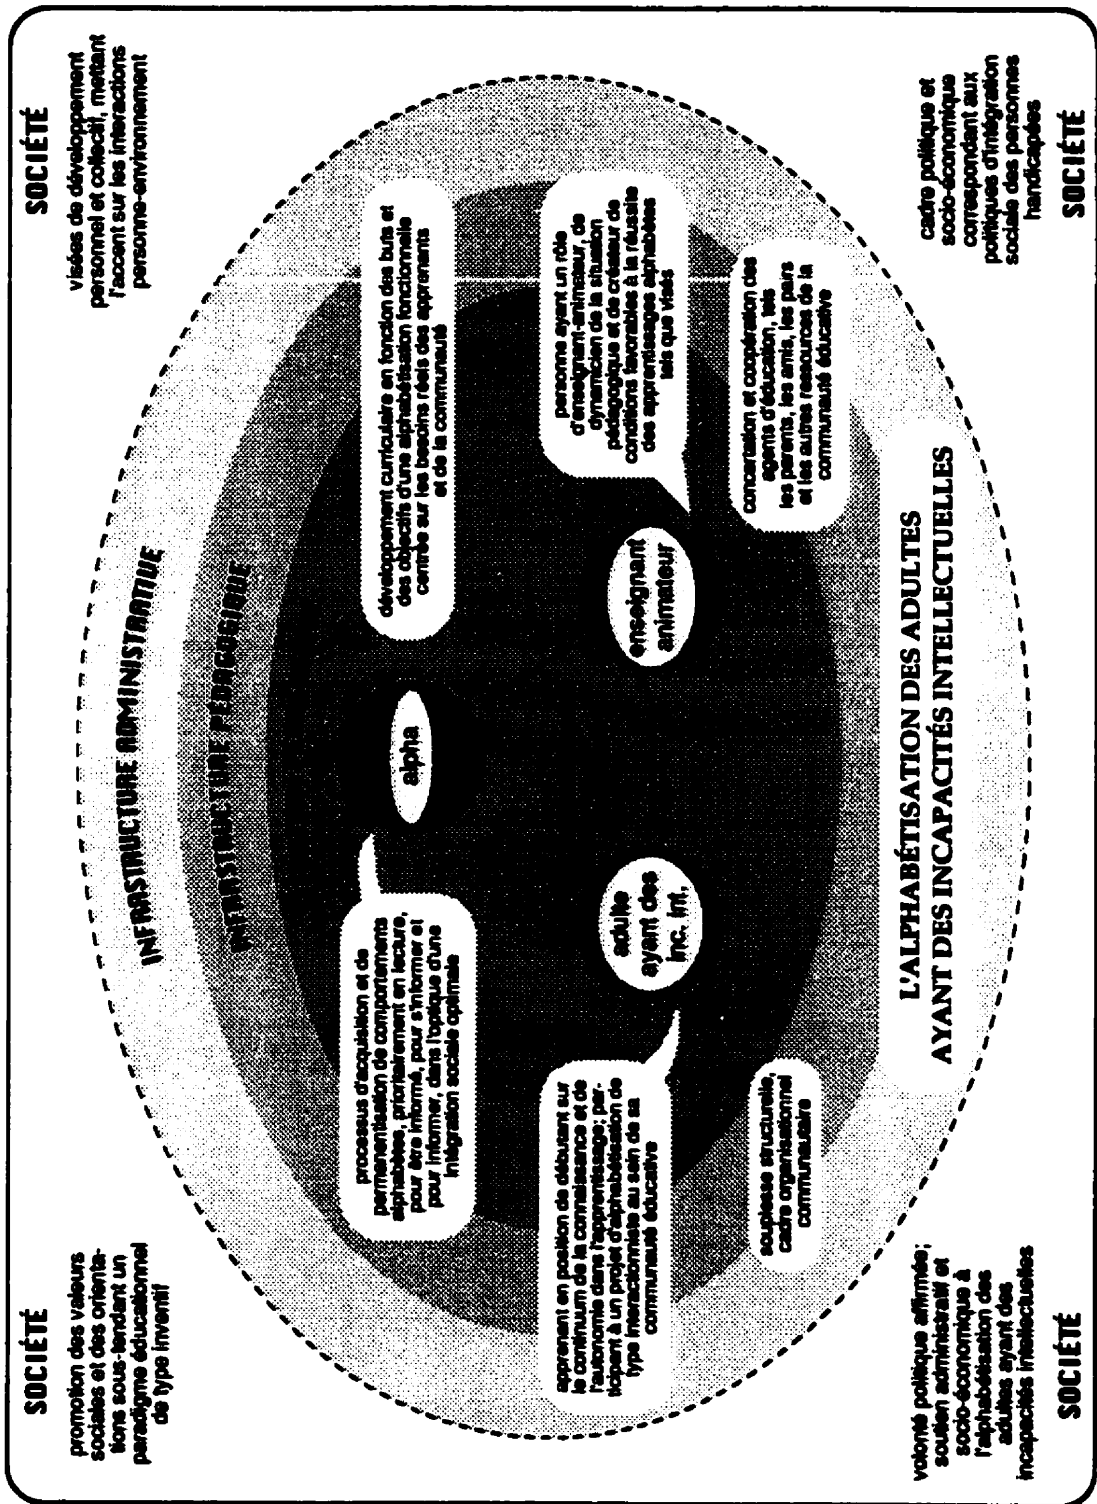 SOCIÉTÉ
promotion des valeurs
sociales et des orienta-
tions sous-tendant un
paradigme éducationnel
de type inventif
SOCIÉTÉ
visées de développement
personnel et collectif, mettant
l'accent sur les interactions
personne-environnement
INFRASTRUCTURE ADMINISTRATIVE
INFRASTRUCTURE PÉDAGOGIQUE
processus d'acquisition et de
permanentisation de comportements
alphabètes, prioritairement en lecture,
pour être informé, pour s'informer et
pour informer, dans l'optique d'une
intégration sociale optimale
alpha
développement curriculaire en fonction des buts et
des objectifs d'une alphabétisation fonctionnelle
centrée sur les besoins réels des apprenants
et de la communauté
apprenant en position de débutant sur
le continuum de la connaissance et de
l'autonomie dans l'apprentissage; par-
ticipant à un projet d'alphabétisation de
type interactionniste au sein de sa
communauté éducative
adulte
ayant des
inc. int.
enseignant
animateur
personne ayant un rôle
d'enseignant-animateur, de
dynamicien de la situation
pédagogique et de créateur de
conditions favorables à la réussite
des apprentissages alphabètes
tels que visés
souplesse structurelle,
cadre organisationnel
communautaire
concertation et coopération des
agents d'éducation, tels
les parents, les amis, les pairs
et les autres ressources de la
communauté éducative
L'ALPHABÉTISATION DES ADULTES
AYANT DES INCAPACITÉS INTELLECTUELLES
volonté politique affirmée;
soutien administratif et
socio-économique à
l'alphabétisation des
adultes ayant des
incapacités intellectuelles
SOCIÉTÉ
cadre politique et
socio-économique
correspondant aux
politiques d'intégration
sociale des personnes
handicapées
SOCIÉTÉ